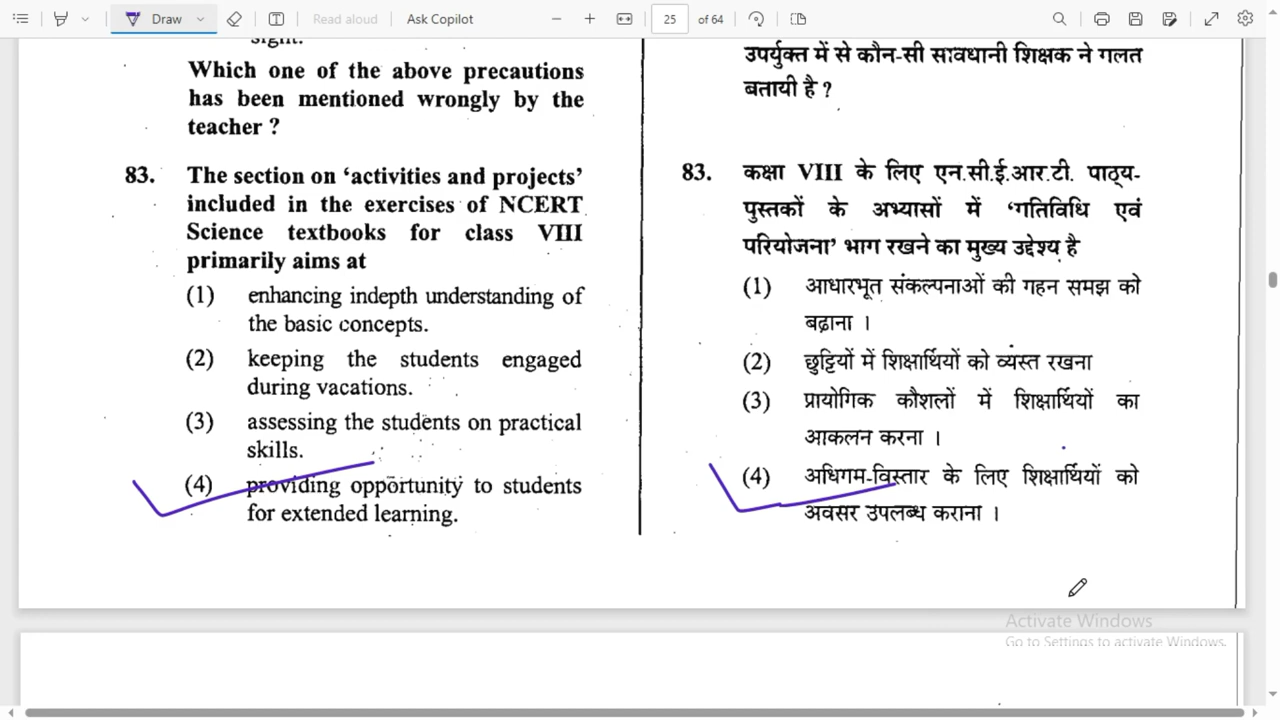 Draw
Read aloud
Ask Copilot
25
of 64
sight.
Which one of the above precautions
has been mentioned wrongly by the
teacher ?
83. The section on ‘activities and projects’
included in the exercises of NCERT
Science textbooks for class VIII
primarily aims at
(1) enhancing indepth understanding of
the basic concepts.
(2) keeping the students engaged
during vacations.
(3) assessing the students on practical
skills.
(4) providing opportunity to students
for extended learning.
उपर्युक्त में से कौन-सी सावधानी शिक्षक ने गलत
बतायी है ?
83. कक्षा VIII के लिए एन.सी.ई.आर.टी. पाठ्य-
पुस्तकों के अभ्यासों में ‘गतिविधि एवं
परियोजना’ भाग रखने का मुख्य उद्देश्य है
(1) आधारभूत संकल्पनाओं की गहन समझ को
बढ़ाना ।
(2) छुट्टियों में शिक्षार्थियों को व्यस्त रखना
(3) प्रायोगिक कौशलों में शिक्षार्थियों का
आकलन करना ।
(4) अधिगम-विस्तार के लिए शिक्षार्थियों को
अवसर उपलब्ध कराना ।
Activate Windows
Go to Settings to activate Windows.